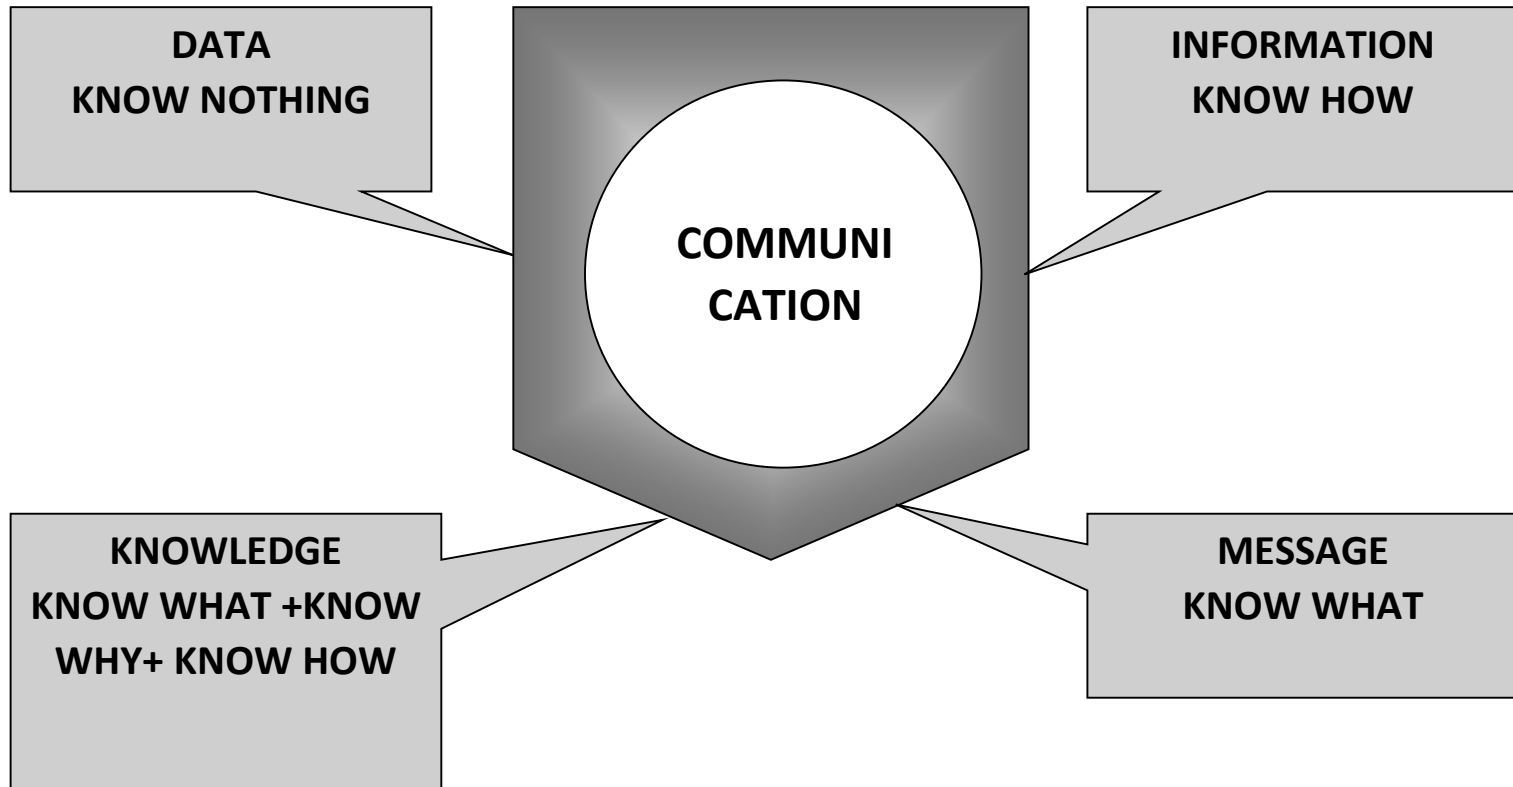 DATA
KNOW NOTHING
INFORMATION
KNOW HOW
COMMUNI
CATION
KNOWLEDGE
KNOW WHAT +KNOW
WHY+ KNOW HOW
MESSAGE
KNOW WHAT